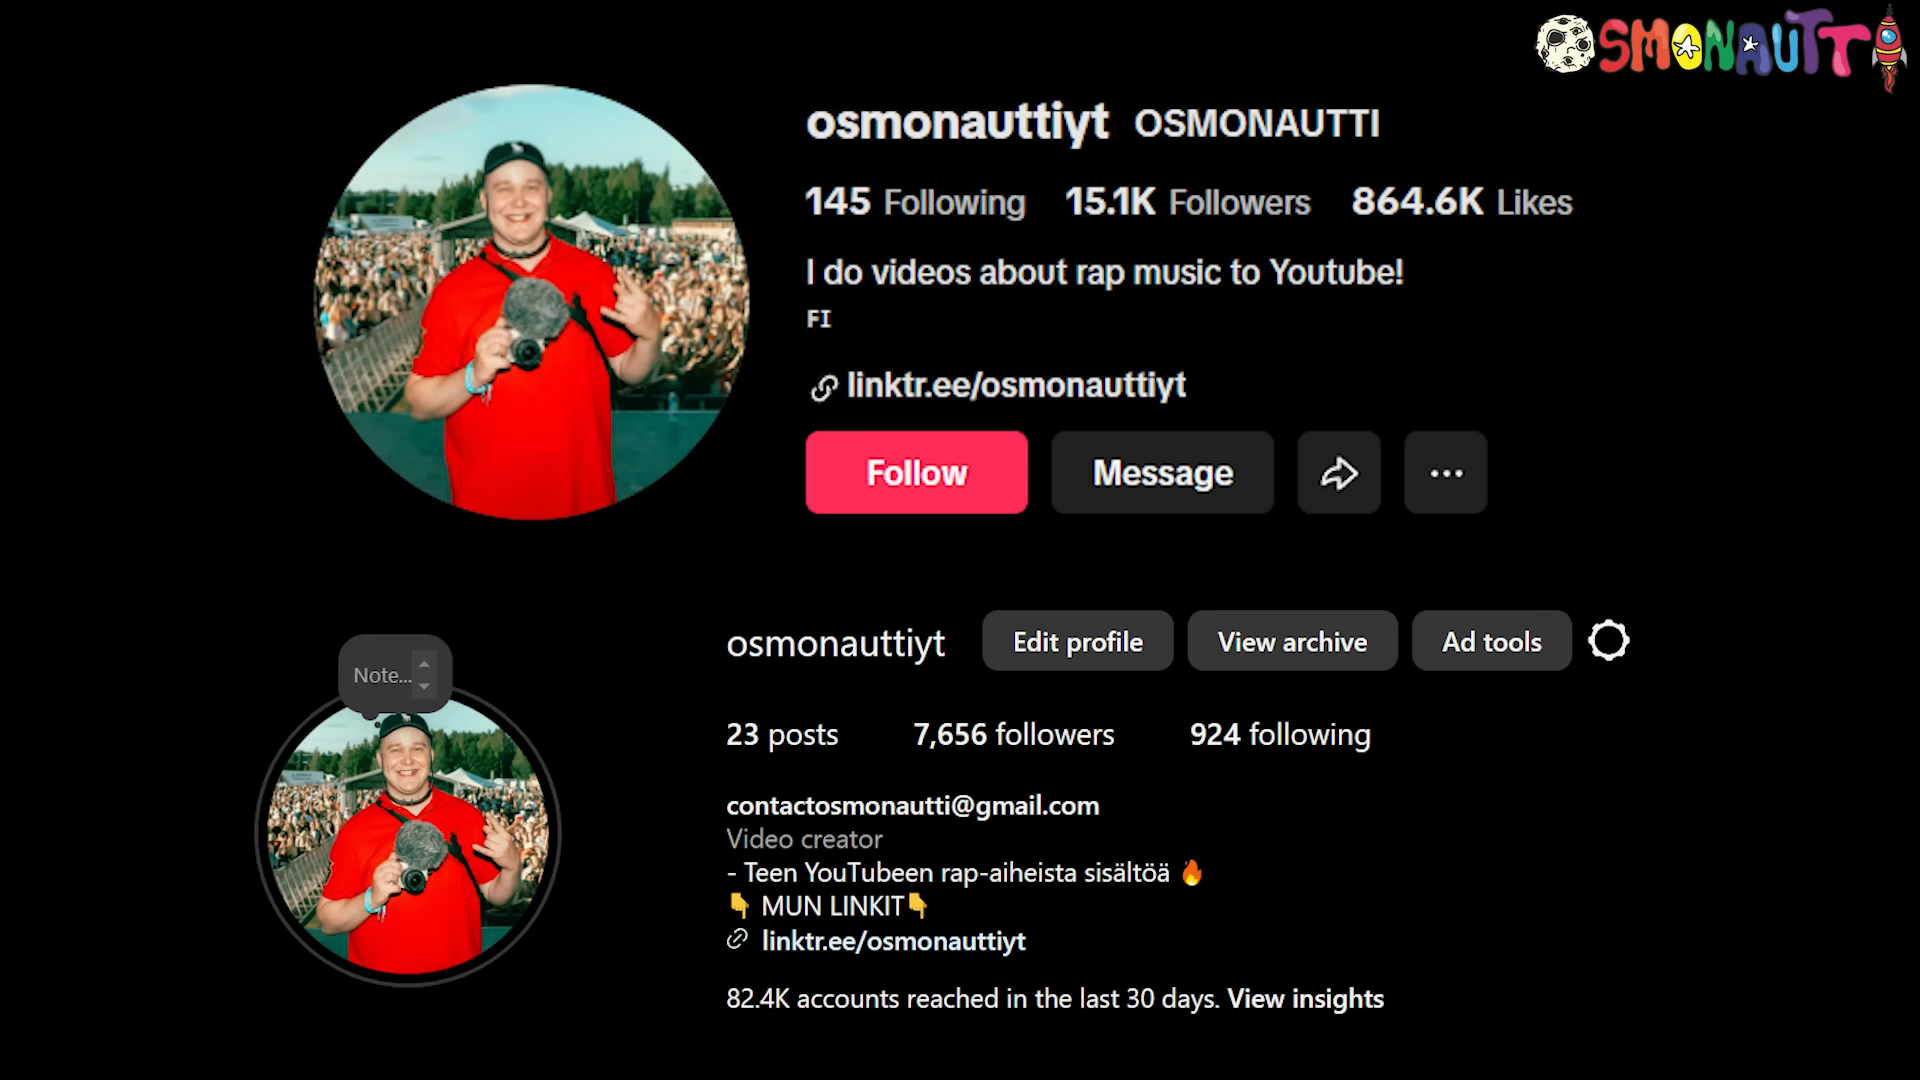 OSMONAUTTI
osmonauttiyt OSMONAUTTI
145 Following 15.1K Followers 864.6K Likes
I do videos about rap music to Youtube!
FI
linktr.ee/osmonauttiyt
Follow Message
osmonauttiyt Edit profile View archive Ad tools
Note...
23 posts 7,656 followers 924 following
contactosmonautti@gmail.com
Video creator
- Teen YouTubeen rap-aiheista sisältöä 🔥
👇 MUN LINKIT👇
linktr.ee/osmonauttiyt
82.4K accounts reached in the last 30 days. View insights